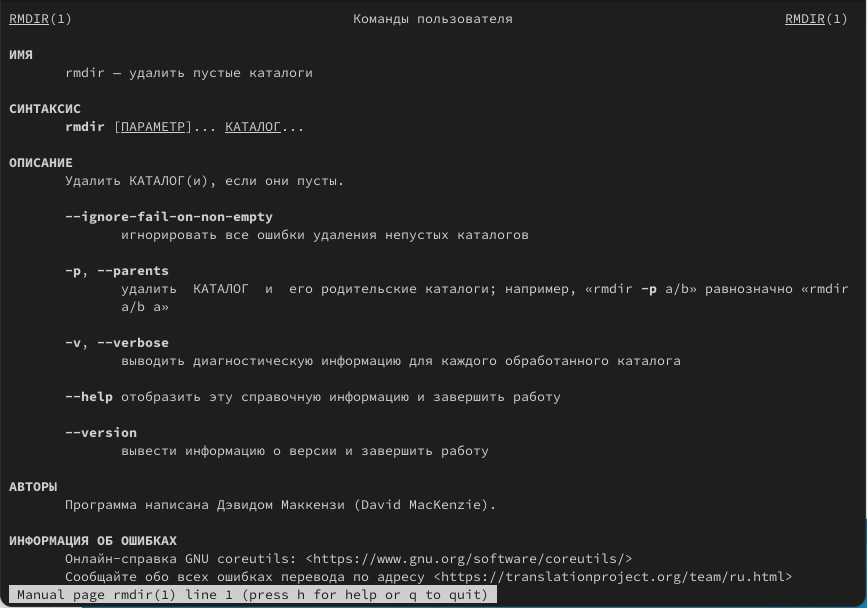 RMDIR(1) Команды пользователя RMDIR(1)
ИМЯ
rmdir — удалить пустые каталоги
СИНТАКСИС
rmdir [ПАРАМЕТР]... КАТАЛОГ...
ОПИСАНИЕ
Удалить КАТАЛОГ(и), если они пусты.
--ignore-fail-on-non-empty
игнорировать все ошибки удаления непустых каталогов
-p, --parents
удалить КАТАЛОГ и его родительские каталоги; например, «rmdir -p a/b» равнозначно «rmdir
a/b a»
-v, --verbose
выводить диагностическую информацию для каждого обработанного каталога
--help отобразить эту справочную информацию и завершить работу
--version
вывести информацию о версии и завершить работу
АВТОРЫ
Программа написана Дэвидом Маккензи (David MacKenzie).
ИНФОРМАЦИЯ ОБ ОШИБКАХ
Онлайн-справка GNU coreutils: <https://www.gnu.org/software/coreutils/>
Сообщайте обо всех ошибках перевода по адресу <https://translationproject.org/team/ru.html>
Manual page rmdir(1) line 1 (press h for help or q to quit)